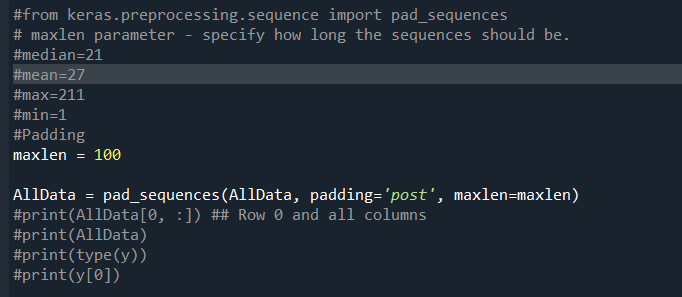 #from keras.preprocessing.sequence import pad_sequences
# maxlen parameter - specify how long the sequences should be.
#median=21
#mean=27
#max=211
#min=1
#Padding
maxlen = 100
AllData = pad_sequences(AllData, padding='post', maxlen=maxlen)
#print(AllData[0, :]) ## Row 0 and all columns
#print(AllData)
#print(type(y))
#print(y[0])